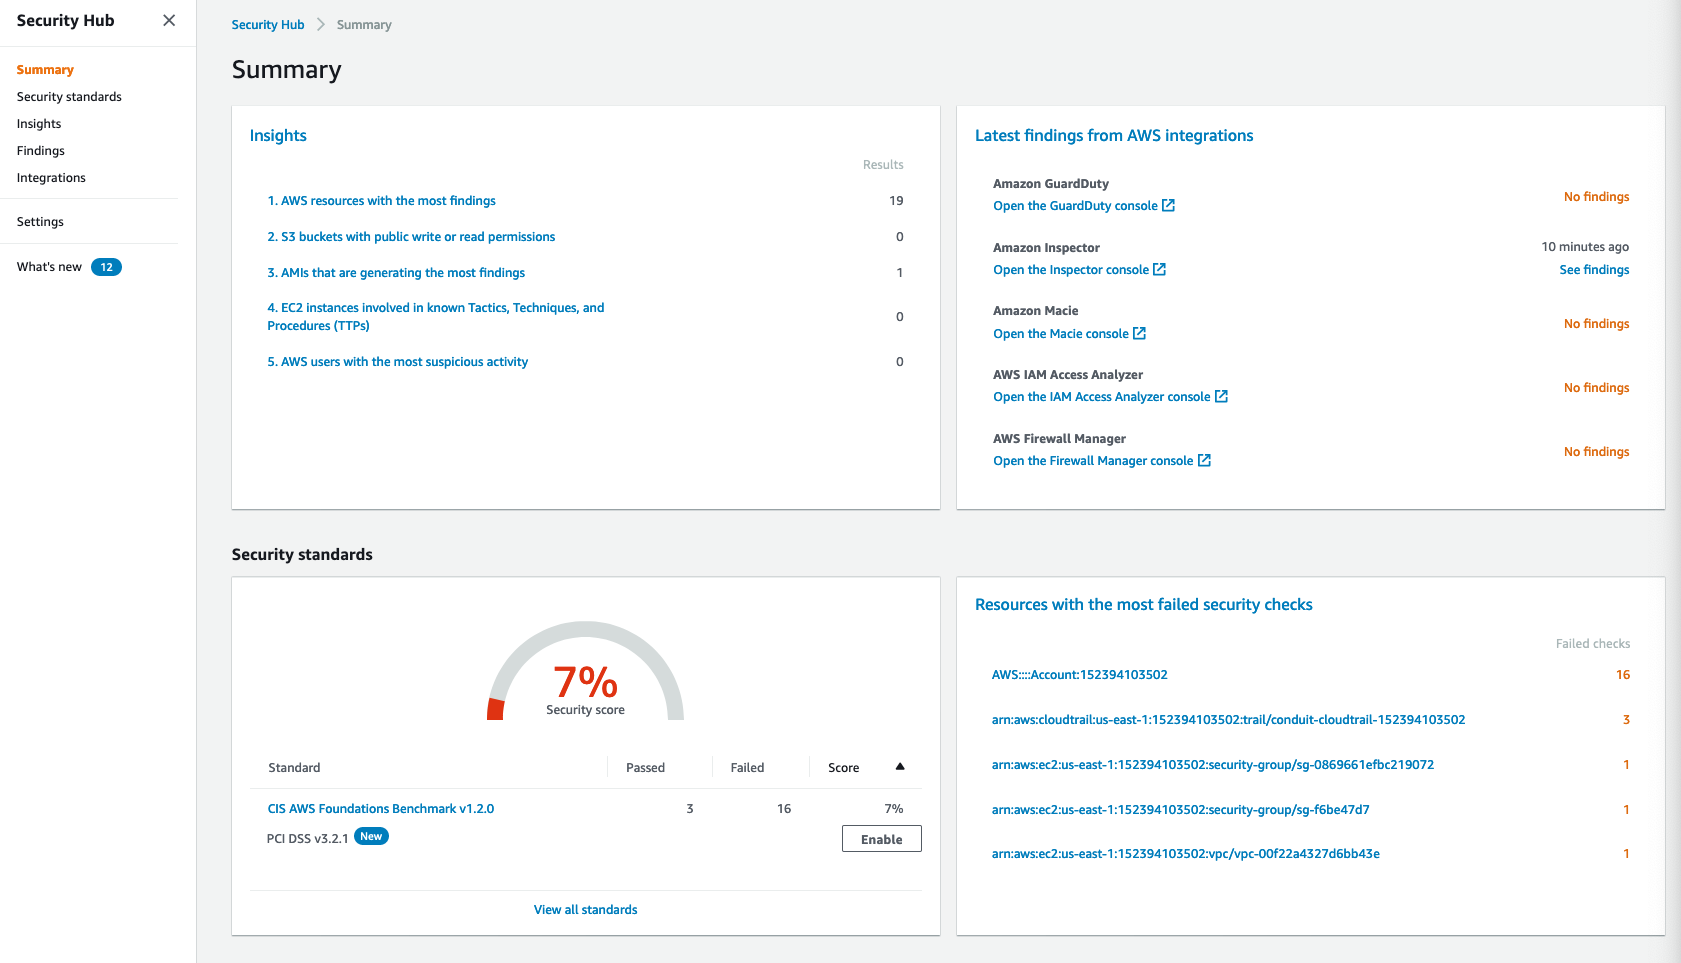 Security Hub
Summary
Security standards
Insights
Findings
Integrations
Settings
What's new 12
Security Hub Summary
Summary
Insights
Results
1. AWS resources with the most findings 19
2. S3 buckets with public write or read permissions 0
3. AMIs that are generating the most findings 1
4. EC2 instances involved in known Tactics, Techniques, and
Procedures (TTPs) 0
5. AWS users with the most suspicious activity 0
Latest findings from AWS integrations
Amazon GuardDuty
Open the GuardDuty console
No findings
Amazon Inspector 10 minutes ago
Open the Inspector console See findings
Amazon Macie
Open the Macie console
No findings
AWS IAM Access Analyzer
Open the IAM Access Analyzer console
No findings
AWS Firewall Manager
Open the Firewall Manager console
No findings
Security standards
7%
Security score
Standard Passed Failed Score
CIS AWS Foundations Benchmark v1.2.0 3 16 7%
PCI DSS v3.2.1 New Enable
View all standards
Resources with the most failed security checks
Failed checks
AWS::::Account:152394103502 16
arn:aws:cloudtrail:us-east-1:152394103502:trail/conduit-cloudtrail-152394103502 3
arn:aws:ec2:us-east-1:152394103502:security-group/sg-0869661efbc219072 1
arn:aws:ec2:us-east-1:152394103502:security-group/sg-f6be47d7 1
arn:aws:ec2:us-east-1:152394103502:vpc/vpc-00f22a4327d6bb43e 1